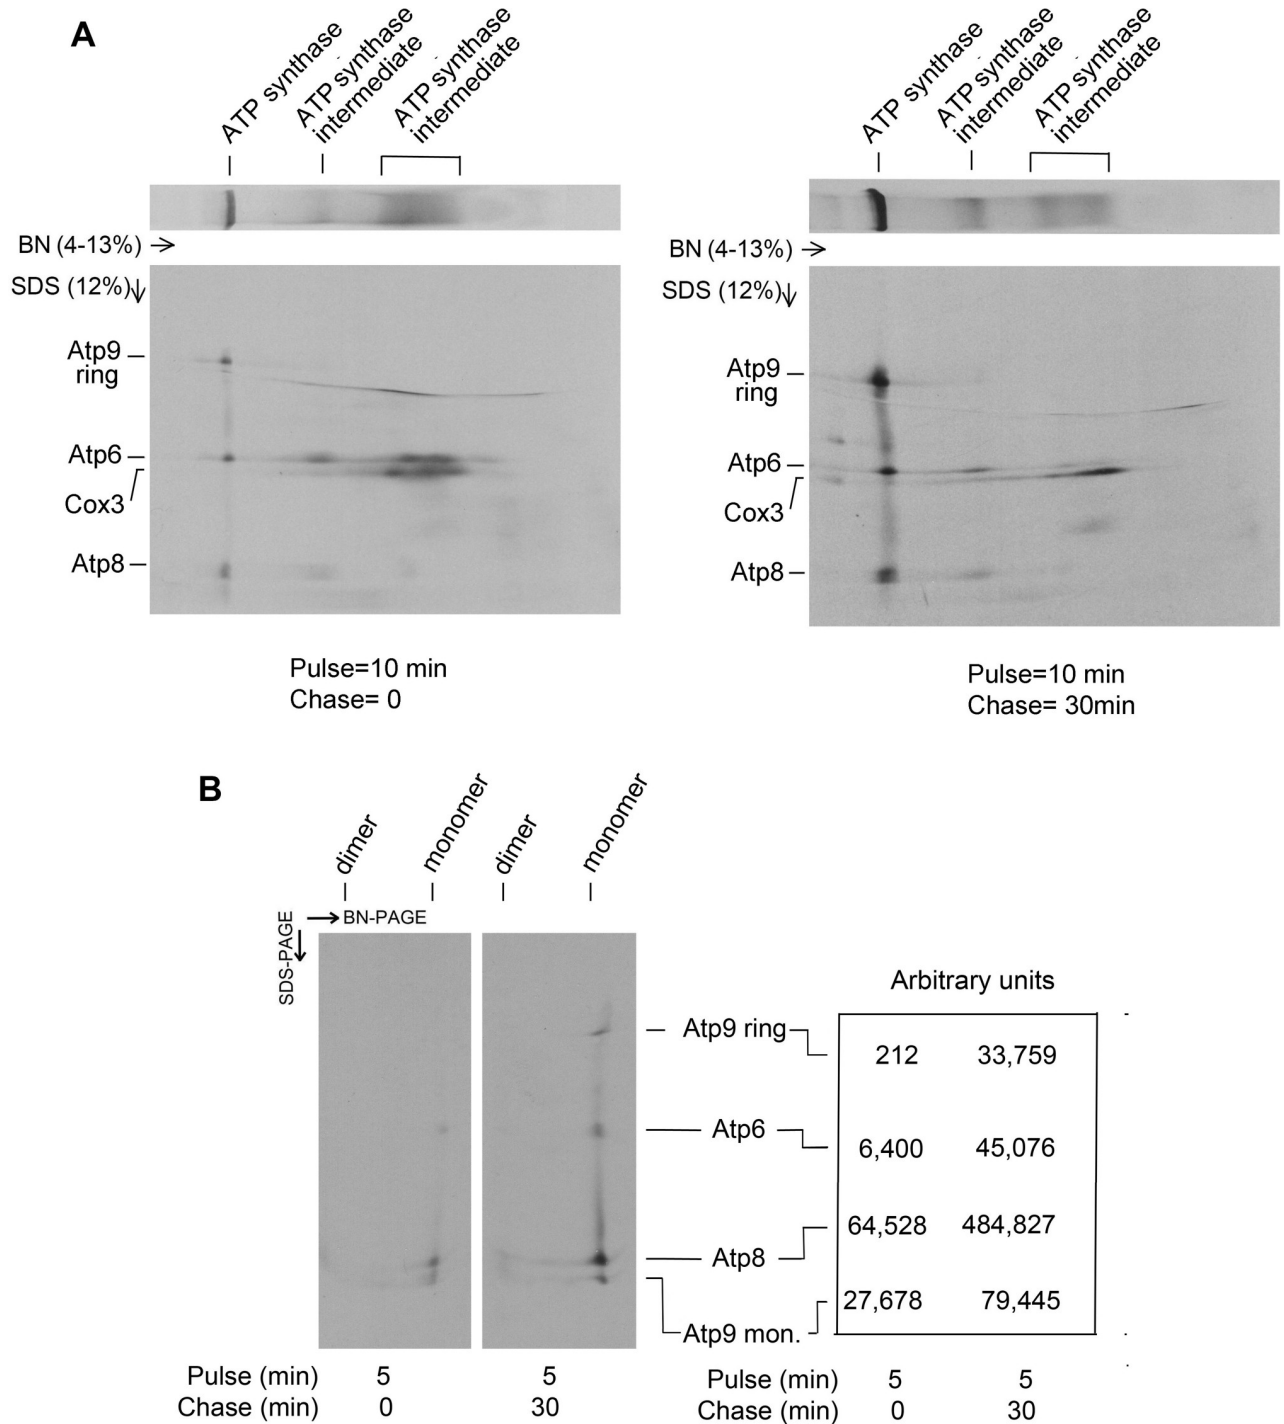 A
ATP synthase
ATP synthase
intermediate
ATP synthase
intermediate
BN (4-13%) →
SDS (12%)↓
Atp9
ring
Atp6
Cox3
Atp8
Pulse=10 min
Chase= 0
ATP synthase
ATP synthase
intermediate
ATP synthase
intermediate
BN (4-13%) →
SDS (12%)↓
Atp9
ring
Atp6
Cox3
Atp8
Pulse=10 min
Chase= 30min
B
dimer
monomer
dimer
monomer
→BN-PAGE
SDS-PAGE
Arbitrary units
Atp9 ring 212 33,759
Atp6 6,400 45,076
Atp8 64,528 484,827
Atp9 mon. 27,678 79,445
Pulse (min) 5 5
Chase (min) 0 30
Pulse (min) 5 5
Chase (min) 0 30